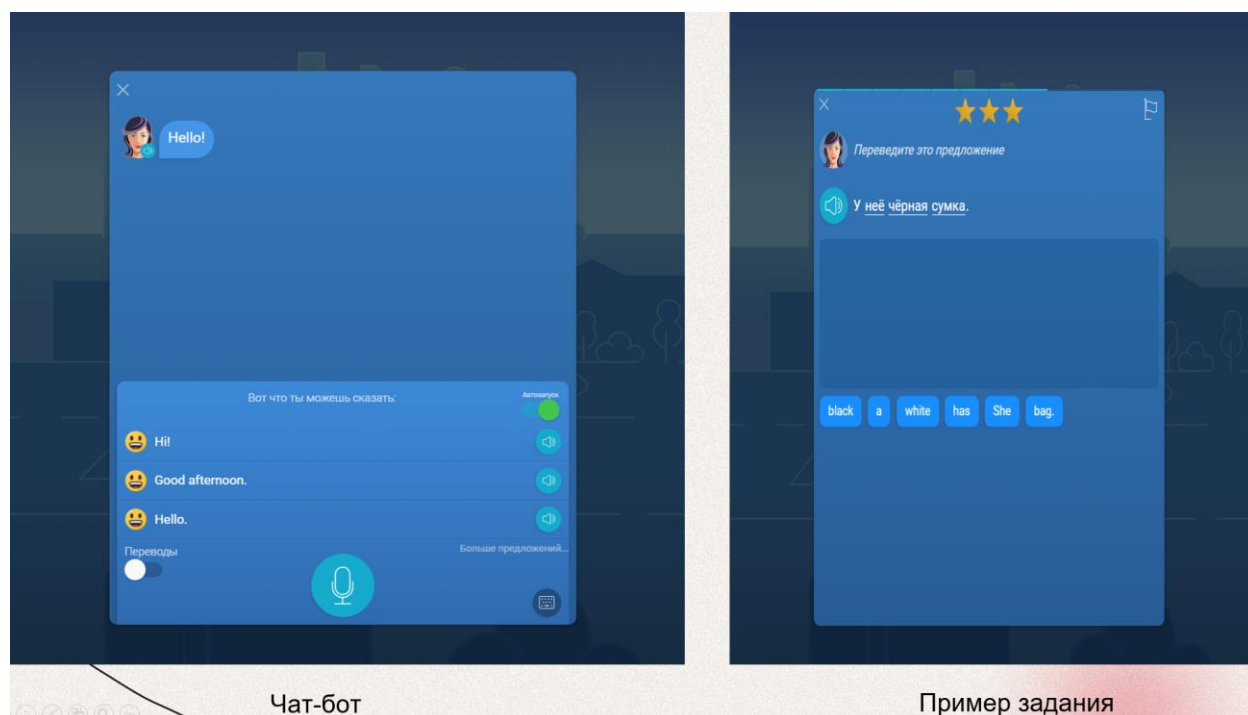 Hello!
Вот что ты можешь сказать:
Автозапуск
Hi!
Good afternoon.
Hello.
Переводы
Больше предложений...
Чат-бот
Переведите это предложение
У неё чёрная сумка.
black a white has She bag.
Пример задания